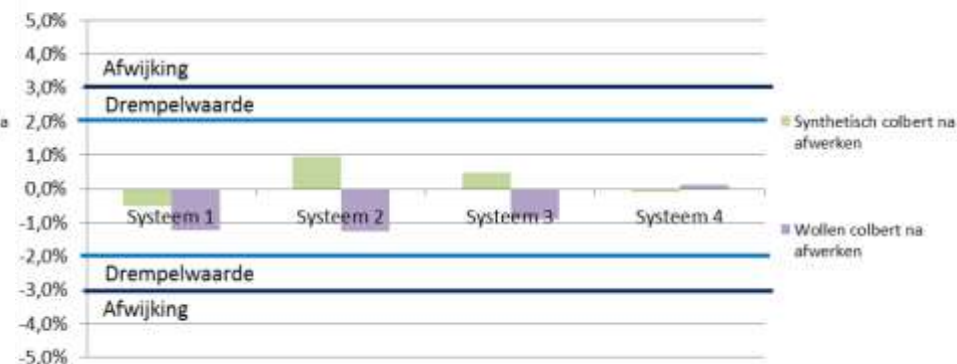 5,0%
4,0%
Afwijking
3,0%
Drempelwaarde
a
2,0%
Synthetisch colbert na
afwerken
1,0%
0,0%
Systeem 1 Systeem 2 Systeem 3 Systeem 4
-1,0%
Wollen colbert na
afwerken
-2,0%
Drempelwaarde
-3,0%
Afwijking
-4,0%
-5,0%